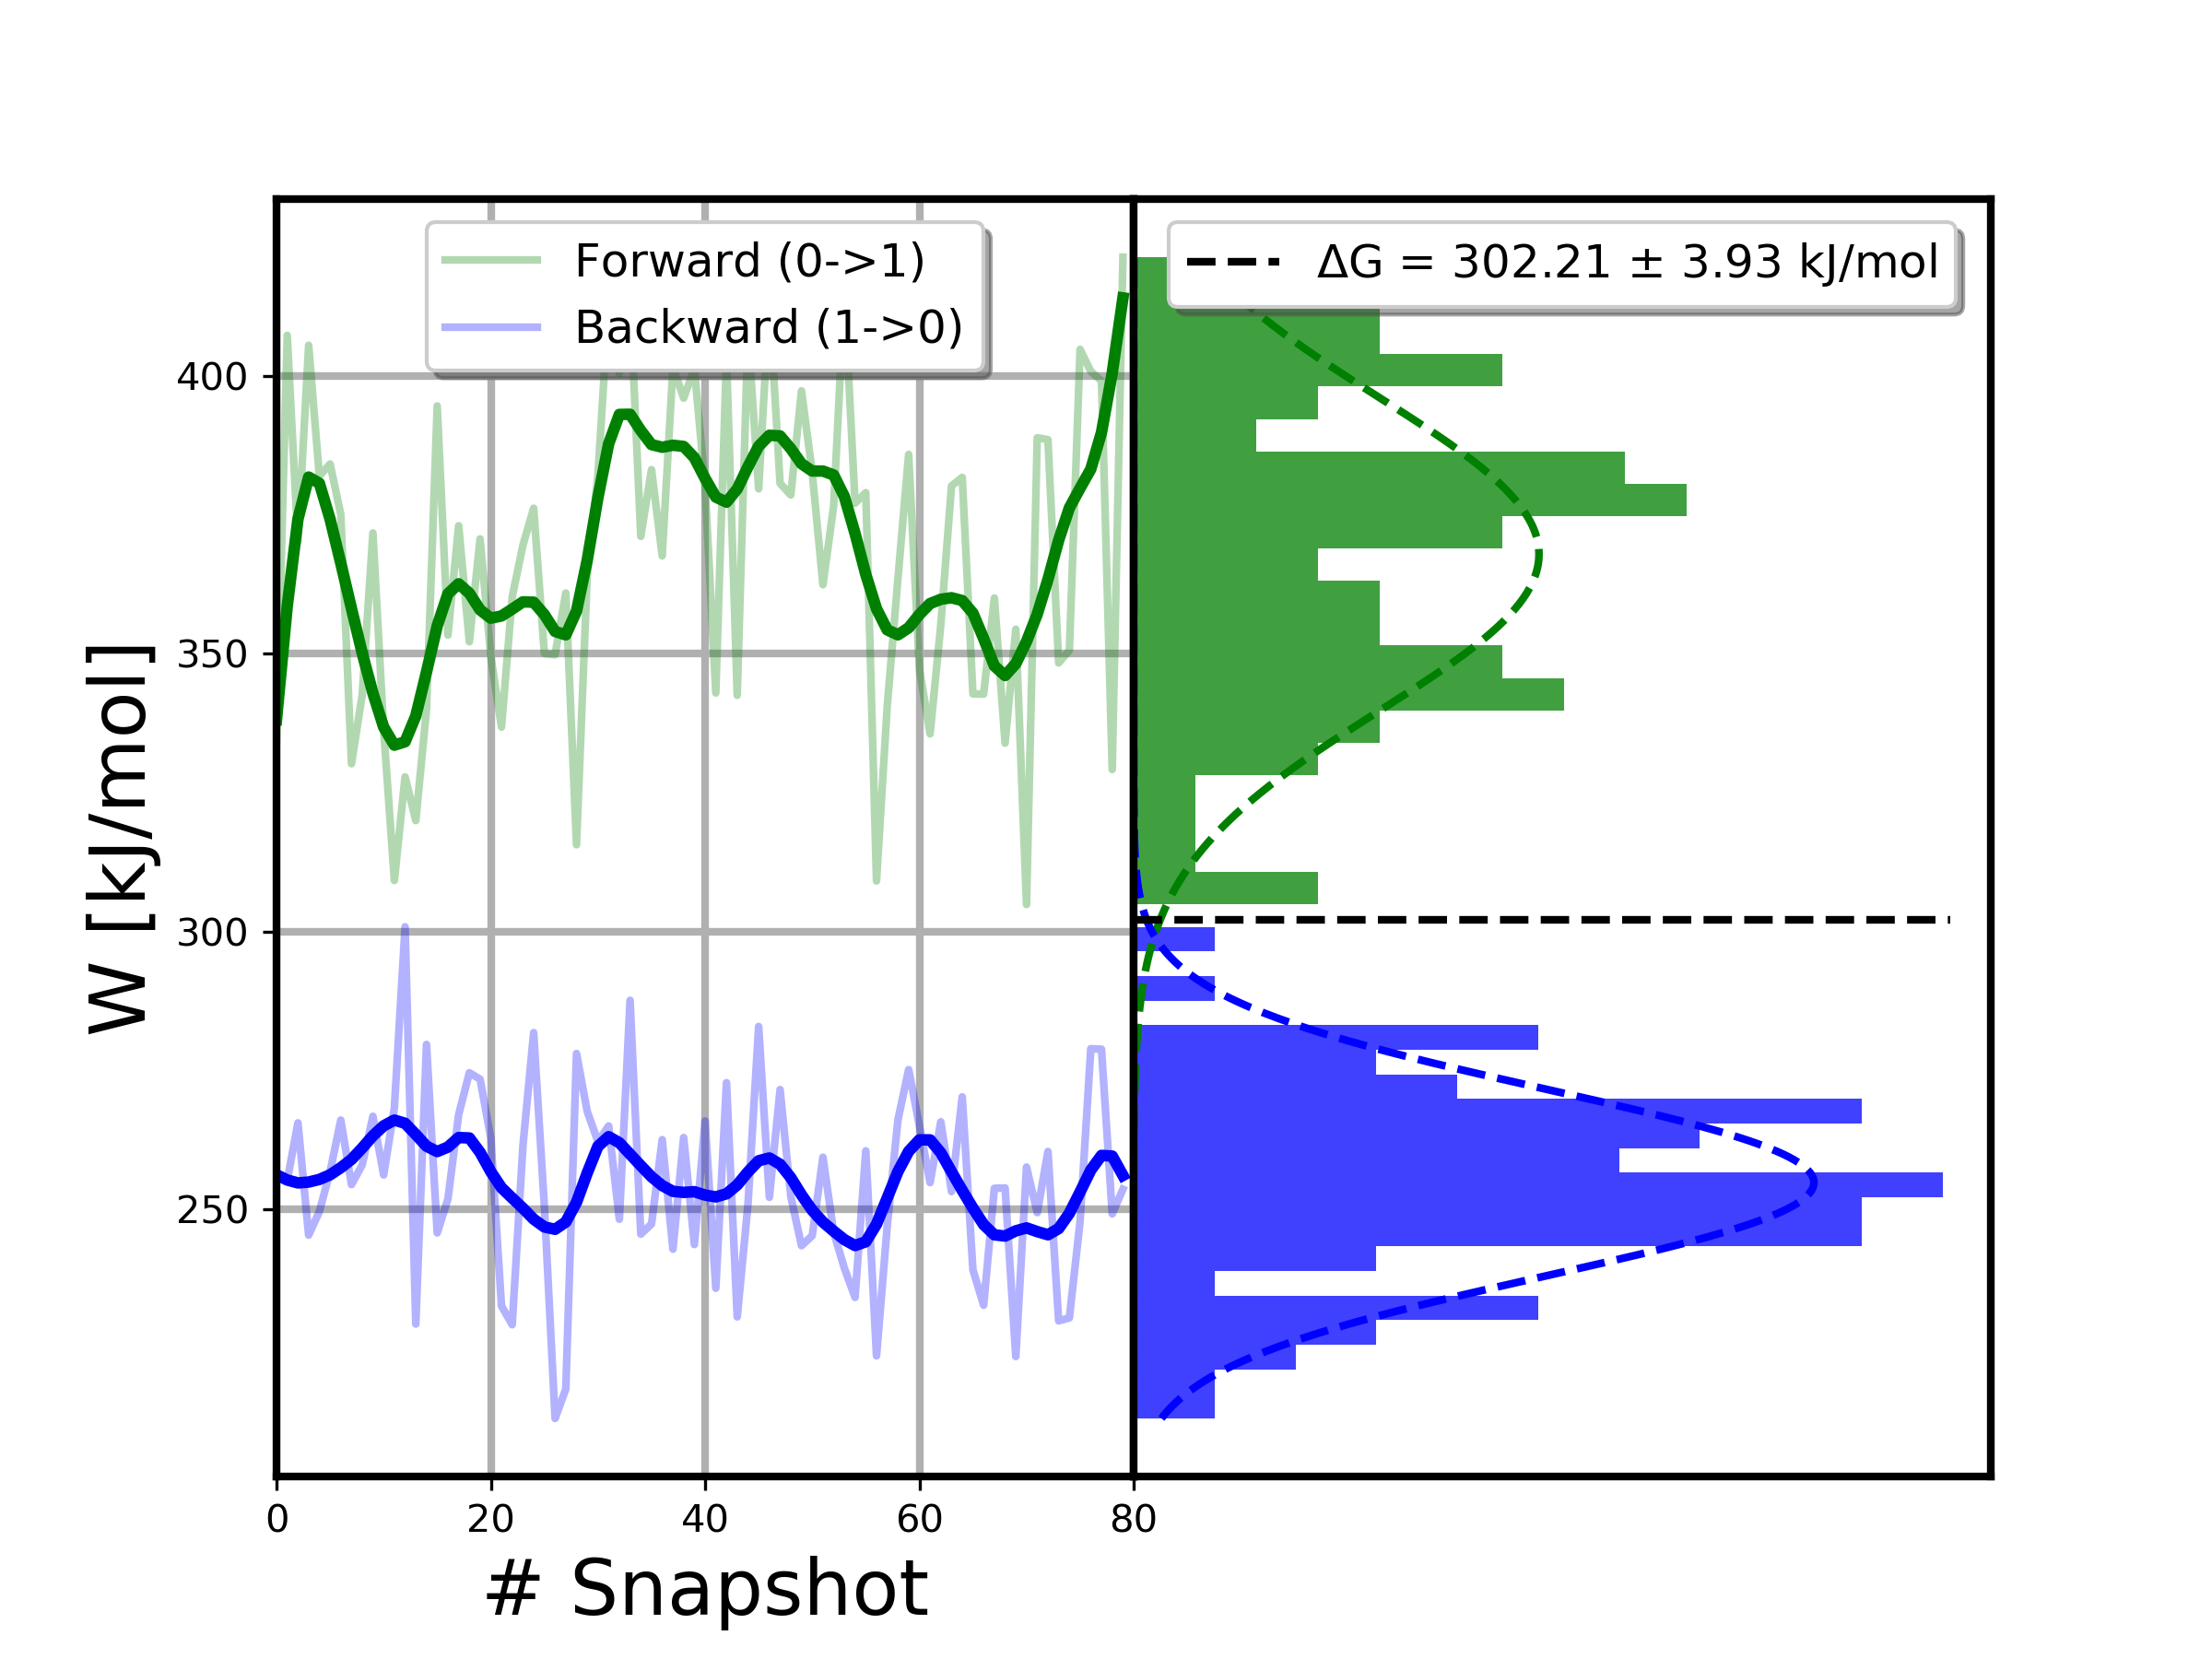 Forward (0->1)
Backward (1->0)
ΔG = 302.21 ± 3.93 kJ/mol
W [kJ/mol]
400
350
300
250
0 20 40 60 80
# Snapshot